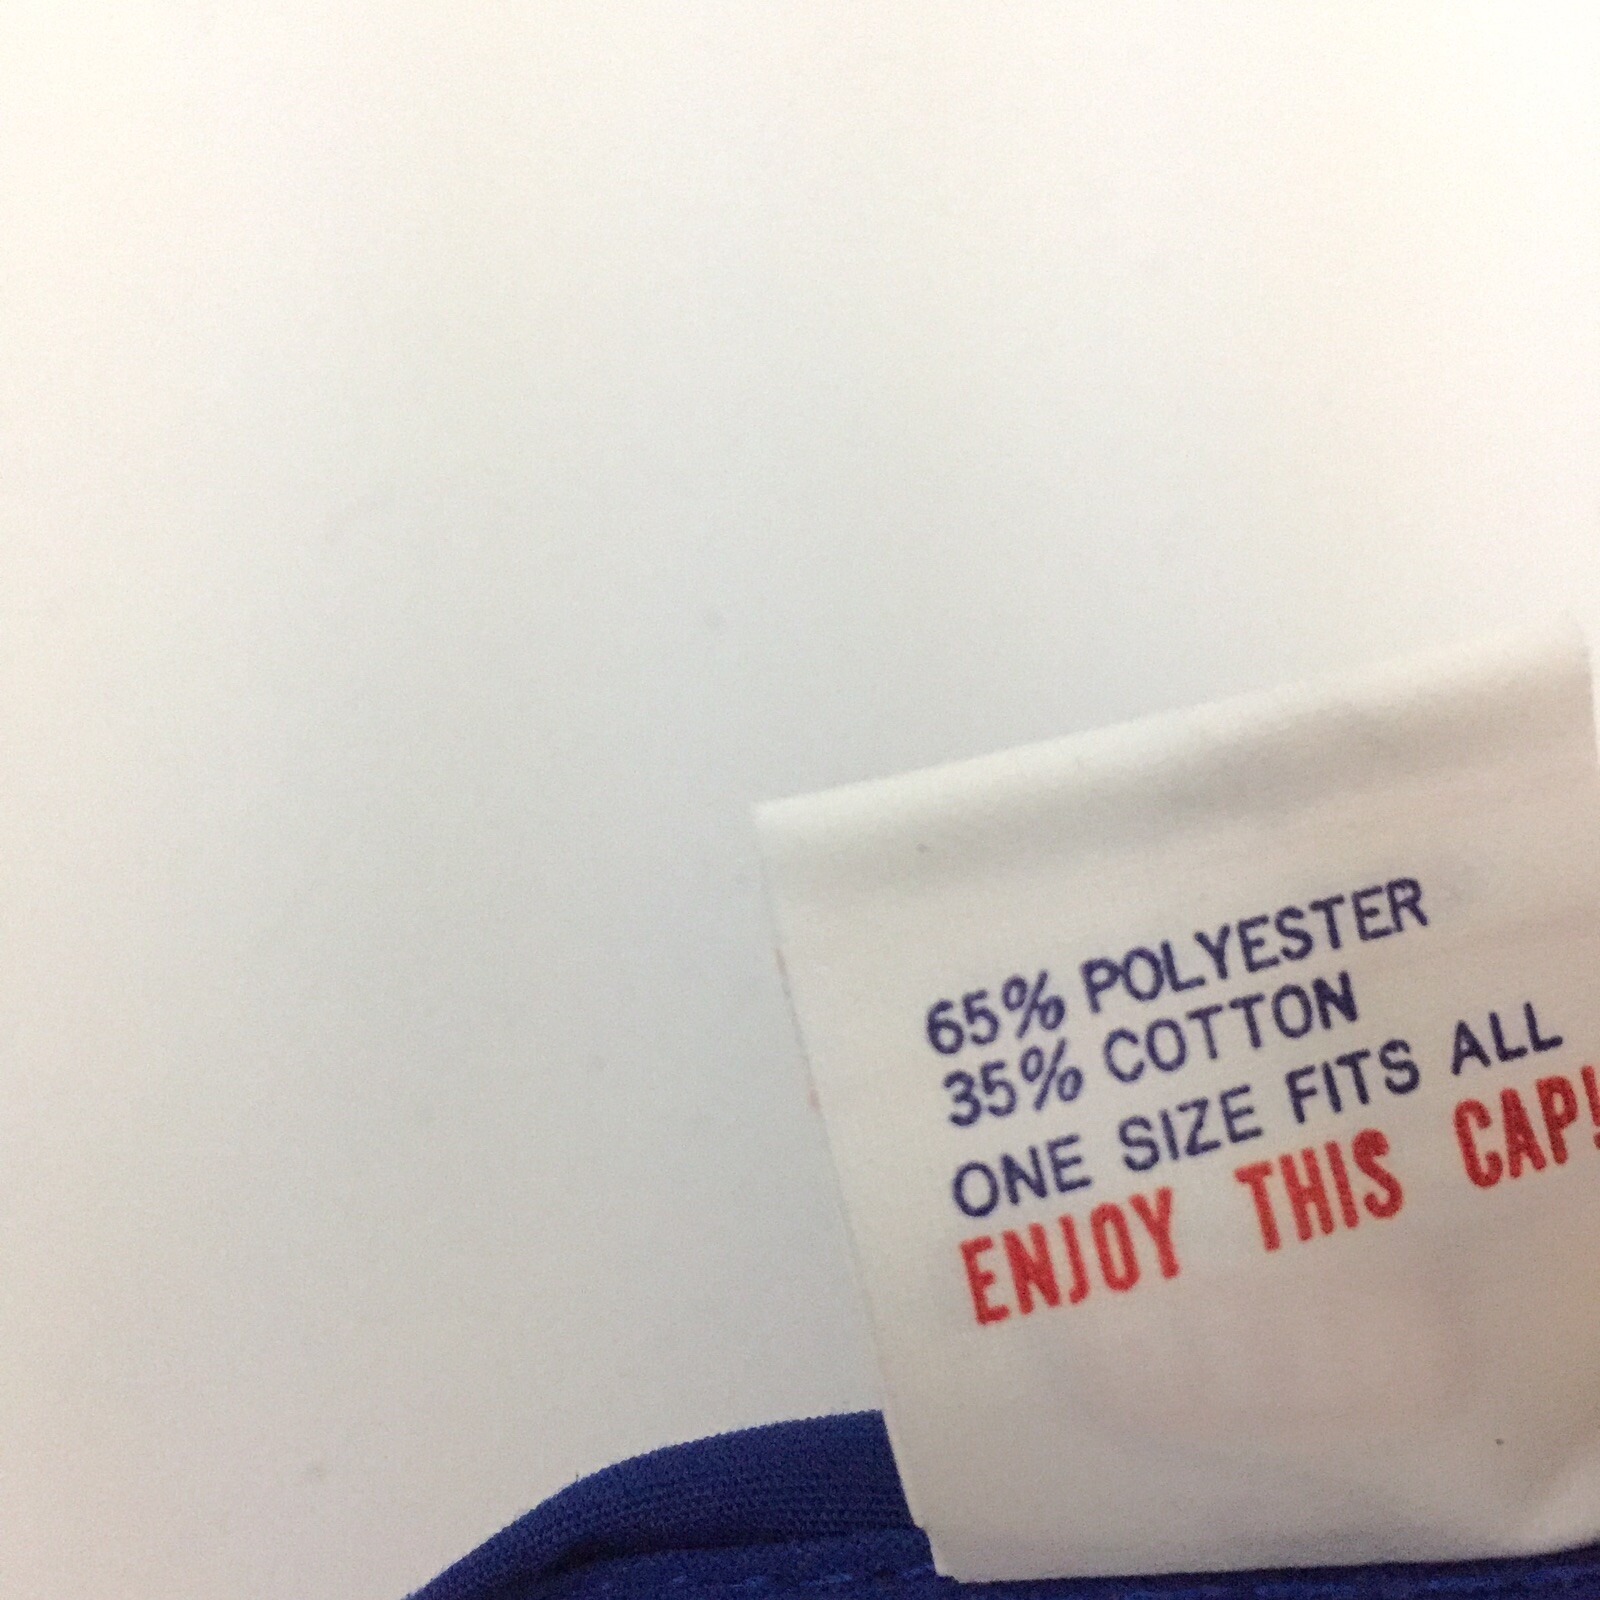 65% POLYESTER
35% COTTON
ONE SIZE FITS ALL
ENJOY THIS CAP!